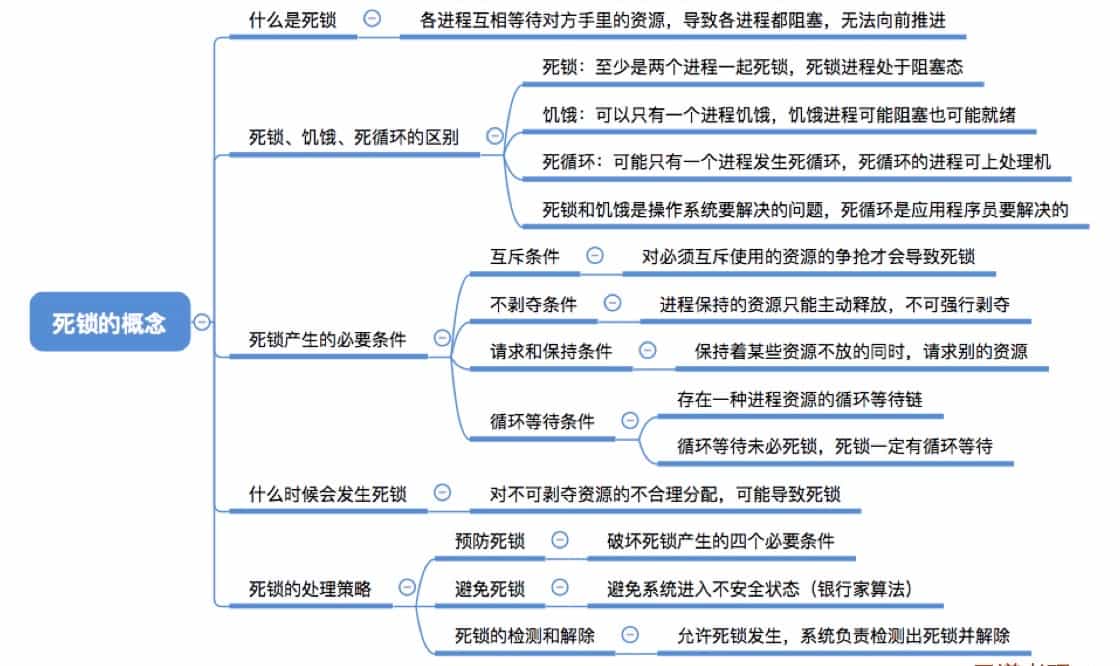 什么是死锁
各进程互相等待对方手里的资源，导致各进程都阻塞，无法向前推进
死锁：至少是两个进程一起死锁，死锁进程处于阻塞态
饥饿：可以只有一个进程饥饿，饥饿进程可能阻塞也可能就绪
死锁、饥饿、死循环的区别
死循环：可能只有一个进程发生死循环，死循环的进程可上处理机
死锁和饥饿是操作系统要解决的问题，死循环是应用程序员要解决的
互斥条件
对必须互斥使用的资源的争抢才会导致死锁
不剥夺条件
进程保持的资源只能主动释放，不可强行剥夺
死锁的概念
死锁产生的必要条件
请求和保持条件
保持着某些资源不放的同时，请求别的资源
循环等待条件
存在一种进程资源的循环等待链
循环等待未必死锁，死锁一定有循环等待
什么时候会发生死锁
对不可剥夺资源的不合理分配，可能导致死锁
预防死锁
破坏死锁产生的四个必要条件
死锁的处理策略
避免死锁
避免系统进入不安全状态（银行家算法）
死锁的检测和解除
允许死锁发生，系统负责检测出死锁并解除